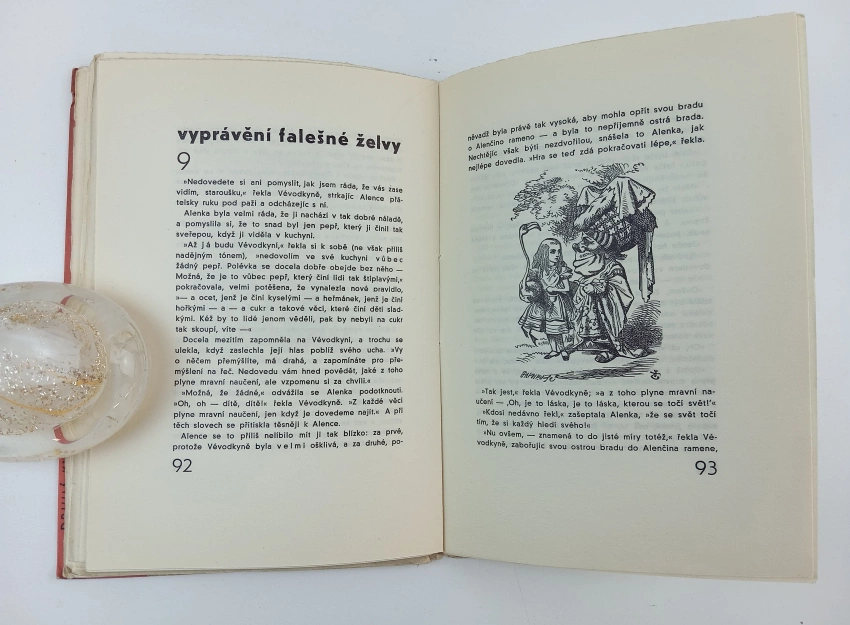 vyprávění falešné želvy
9
»Nedovedete si ani pomyslit, jak jsem ráda, že vás zase
vidím, staroušku,« řekla Vévodkyně, strkajíc Alence přá-
telsky ruku pod paží a odcházejíc s ní.
Alenka byla velmi ráda, že ji nachází v tak dobré náladě,
a pomyslila si, že to snad byl jen pepř, který ji činil tak
sveřepou, když ji viděla v kuchyni.
»Až já budu Vévodkyní,« řekla si k sobě (ne však příliš
nadějným tónem), »nedovolím ve své kuchyni vůbec
žádný pepř. Polévka se docela dobře obejde bez něho —
Možná, že je to vůbec pepř, který činí lidi tak štiplavými,«
pokračovala, velmi potěšena, že vynalezla nové pravidlo,
»— a ocet, jenž je činí kyselými — a heřmánek, jenž je činí
hořkými — a — a cukr a takové věci, které činí děti slad-
kými. Kéž by to lidé jenom věděli, pak by nebyli na cukr
tak skoupí, víte —«
Docela mezitím zapomněla na Vévodkyni, a trochu se
ulekla, když zaslechla její hlas poblíž svého ucha. »Vy
o něčem přemýšlíte, má drahá, a zapomínáte pro pře-
mýšlení na řeč. Nedovedu vám hned povědět, jaké z toho
plyne mravní naučení, ale vzpomenu si za chvíli.«
»Možná, že žádné,« odvážila se Alenka podotknouti.
»Oh, oh — dítě, dítě!« řekla Vévodkyně. »Z každé věci
plyne mravní naučení, jen když je dovedeme najít.« A při
těch slovech se přitiskla těsněji k Alence.
Alence se to příliš nelíbilo mít ji tak blízko: za prvé,
protože Vévodkyně byla velmi ošklivá, a za druhé, po-
92
něvadž byla právě tak vysoká, aby mohla opřít svou bradu
o Alenčino rameno — a byla to nepříjemně ostrá brada.
Nechtějíc však býti nezdvořilou, snášela to Alenka, jak
nejlépe dovedla. »Hra se teď zdá pokračovati lépe,« řekla.
»Tak jest,« řekla Vévodkyně; »a z toho plyne mravní na-
učení — ‚Oh, je to láska, je to láska, kterou se točí svět!‘«
»Kdosi nedávno řekl,« zašeptala Alenka, »že se svět točí
tím, že si každý hledí svého!«
»Nu ovšem, — znamená to do jisté míry totéž,« řekla Vé-
vodkyně, zabořujíc svou ostrou bradu do Alenčina ramene,
93